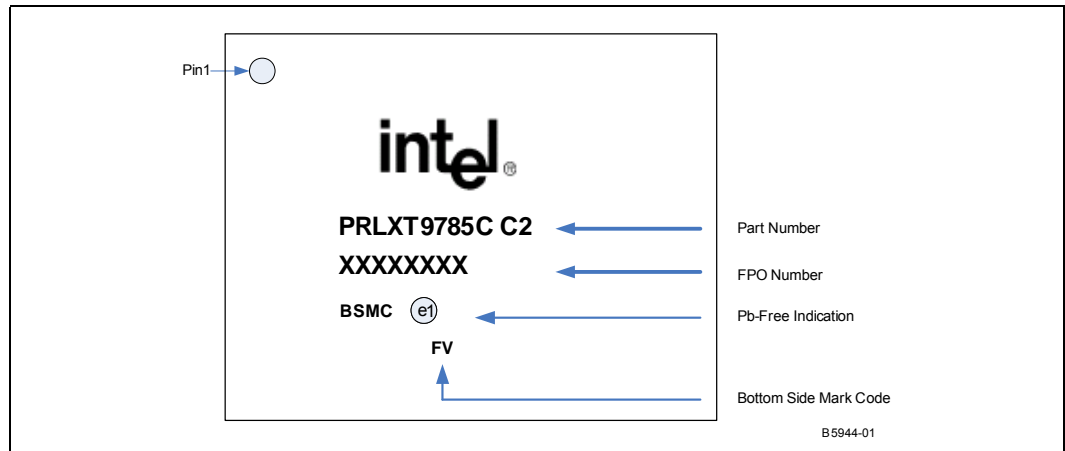 Pin1
intel®
PRLXT9785C C2
Part Number
XXXXXXXX
FPO Number
BSMC e1
Pb-Free Indication
FV
Bottom Side Mark Code
B5944-01